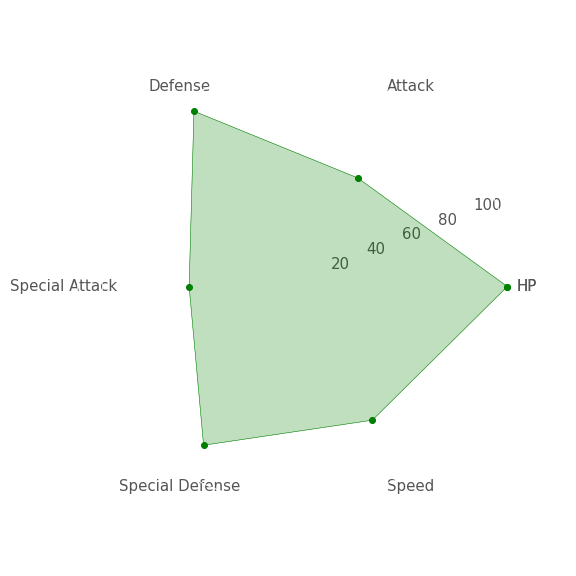 Defense
Attack
100
80
60
40
20
Special Attack
HP
Special Defense
Speed